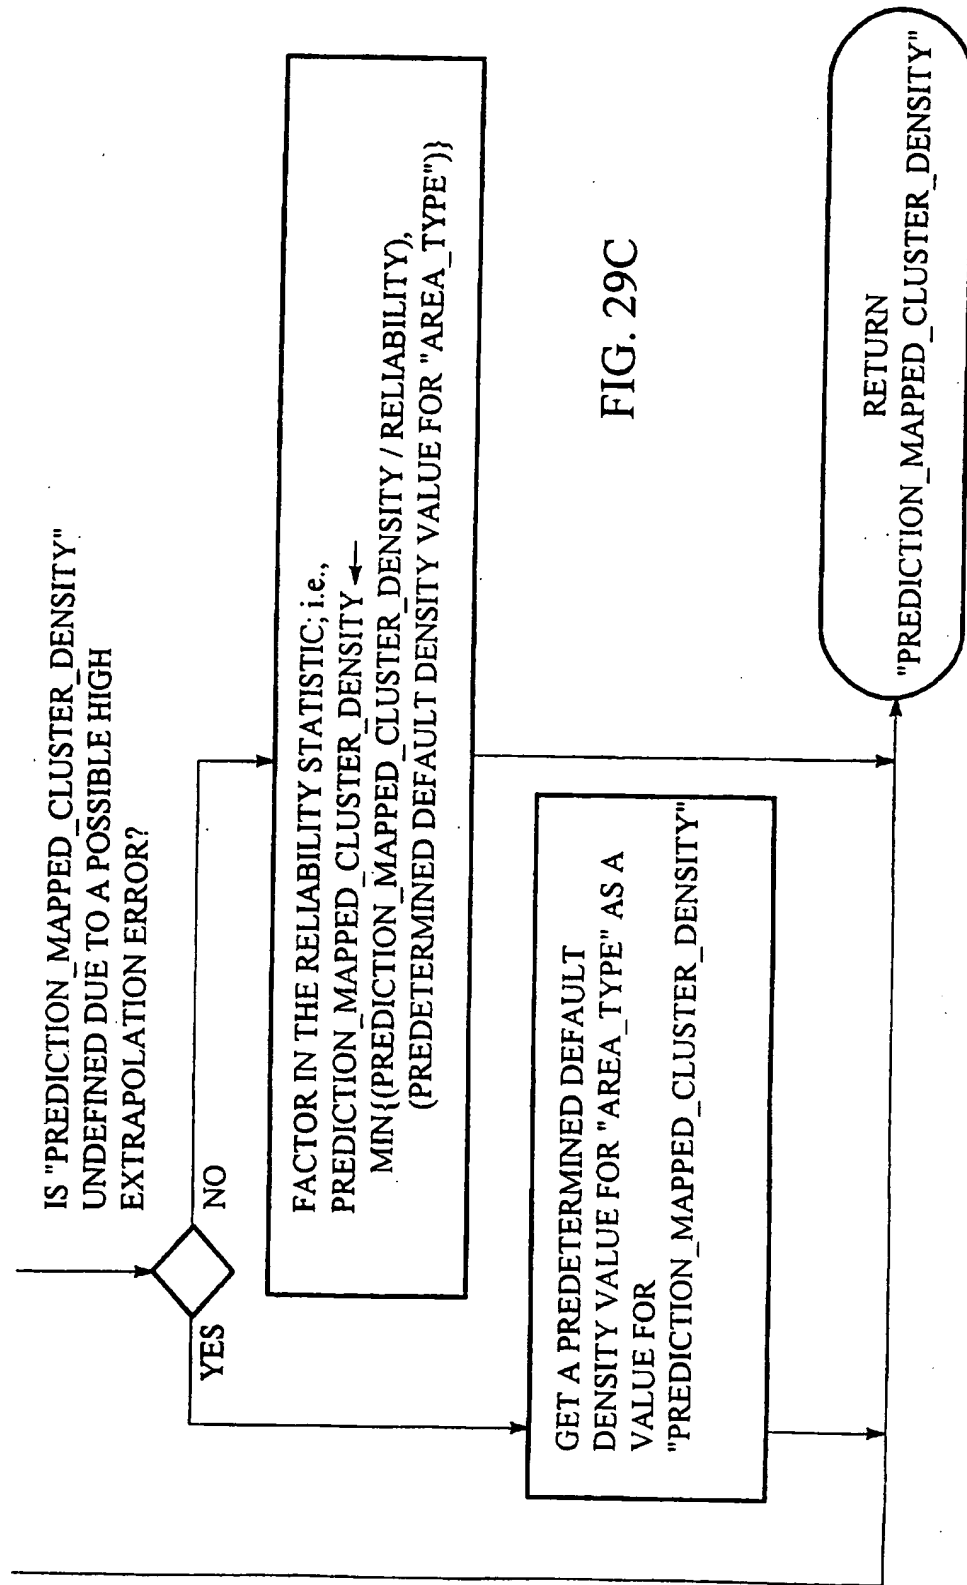 IS "PREDICTION_MAPPED_CLUSTER_DENSITY"
UNDEFINED DUE TO A POSSIBLE HIGH
EXTRAPOLATION ERROR?
YES
NO
FACTOR IN THE RELIABILITY STATISTIC; i.e.,
PREDICTION_MAPPED_CLUSTER_DENSITY ←
MIN{(PREDICTION_MAPPED_CLUSTER_DENSITY / RELIABILITY),
(PREDETERMINED DEFAULT DENSITY VALUE FOR "AREA_TYPE")}
GET A PREDETERMINED DEFAULT
DENSITY VALUE FOR "AREA_TYPE" AS A
VALUE FOR
"PREDICTION_MAPPED_CLUSTER_DENSITY"
FIG. 29C
RETURN
"PREDICTION_MAPPED_CLUSTER_DENSITY"